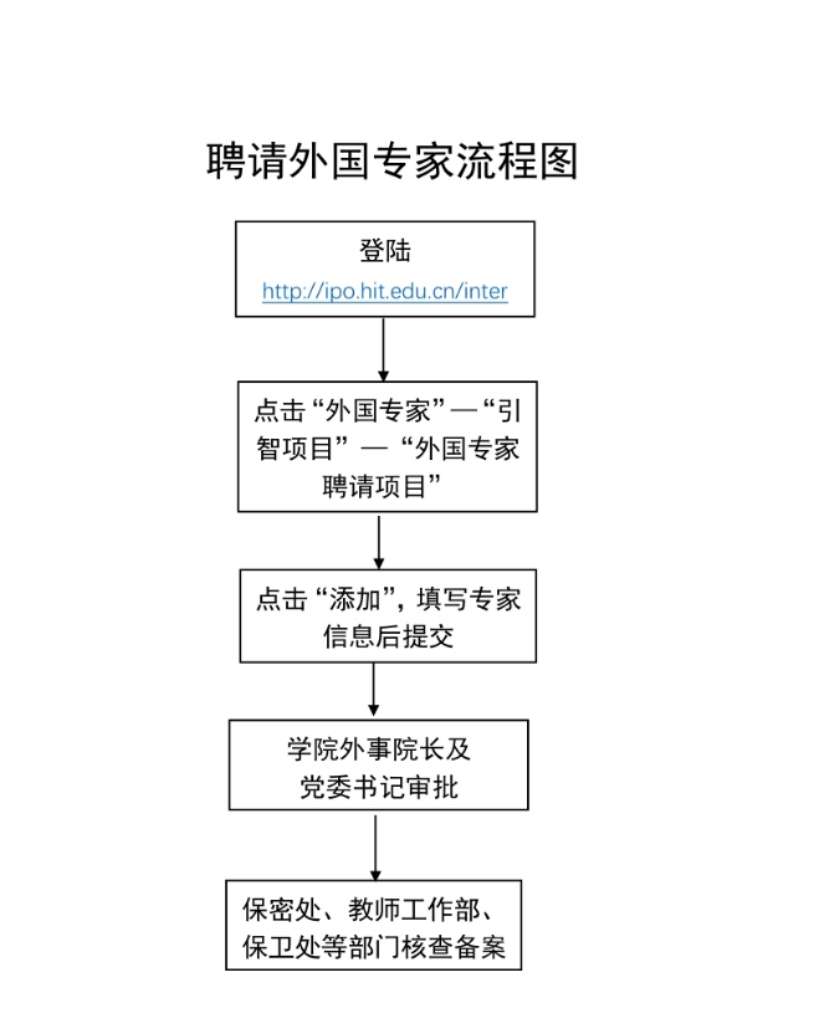 聘请外国专家流程图
登陆
http://ipo.hit.edu.cn/inter
点击“外国专家”—“引
智项目” — “外国专家
聘请项目”
点击“添加”, 填写专家
信息后提交
学院外事院长及
党委书记审批
保密处、教师工作部、
保卫处等部门核查备案